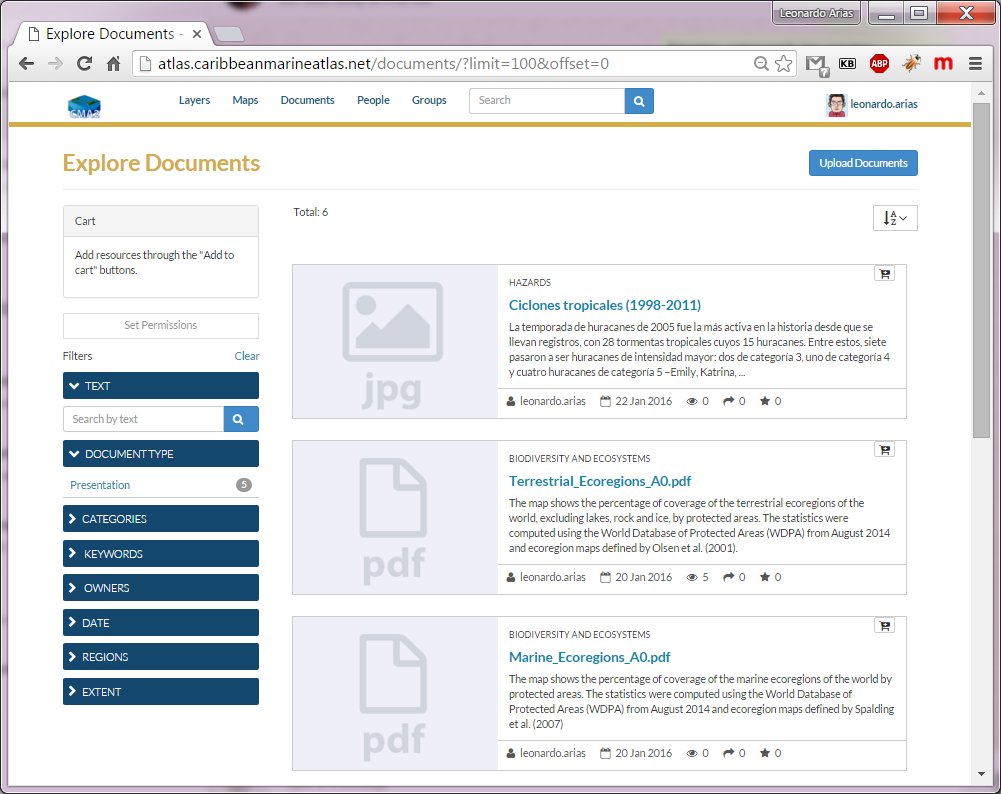 Leonardo Arias
Explore Documents -
atlas.caribbeanmarineatlas.net/documents/?limit=100&offset=0
KB
ABP
m
CMA2
Layers Maps Documents People Groups Search leonardo.arias
Explore Documents
Upload Documents
Cart
Add resources through the "Add to
cart" buttons.
Set Permissions
Filters Clear
TEXT
Search by text
DOCUMENT TYPE
Presentation 5
CATEGORIES
KEYWORDS
OWNERS
DATE
REGIONS
EXTENT
Total: 6
A
Z
jpg
HAZARDS
Ciclones tropicales (1998-2011)
La temporada de huracanes de 2005 fue la más activa en la historia desde que se
llevan registros, con 28 tormentas tropicales cuyos 15 huracanes. Entre estos, siete
pasaron a ser huracanes de intensidad mayor: dos de categoría 3, uno de categoría 4
y cuatro huracanes de categoría 5 –Emily, Katrina, ...
leonardo.arias 22 Jan 2016 0 0 0
pdf
BIODIVERSITY AND ECOSYSTEMS
Terrestrial_Ecoregions_A0.pdf
The map shows the percentage of coverage of the terrestrial ecoregions of the
world, excluding lakes, rock and ice, by protected areas. The statistics were
computed using the World Database of Protected Areas (WDPA) from August 2014
and ecoregion maps defined by Olsen et al. (2001).
leonardo.arias 20 Jan 2016 5 0 0
pdf
BIODIVERSITY AND ECOSYSTEMS
Marine_Ecoregions_A0.pdf
The map shows the percentage of coverage of the marine ecoregions of the world by
protected areas. The statistics were computed using the World Database of
Protected Areas (WDPA) from August 2014 and ecoregion maps defined by Spalding
et al. (2007)
leonardo.arias 20 Jan 2016 0 0 0